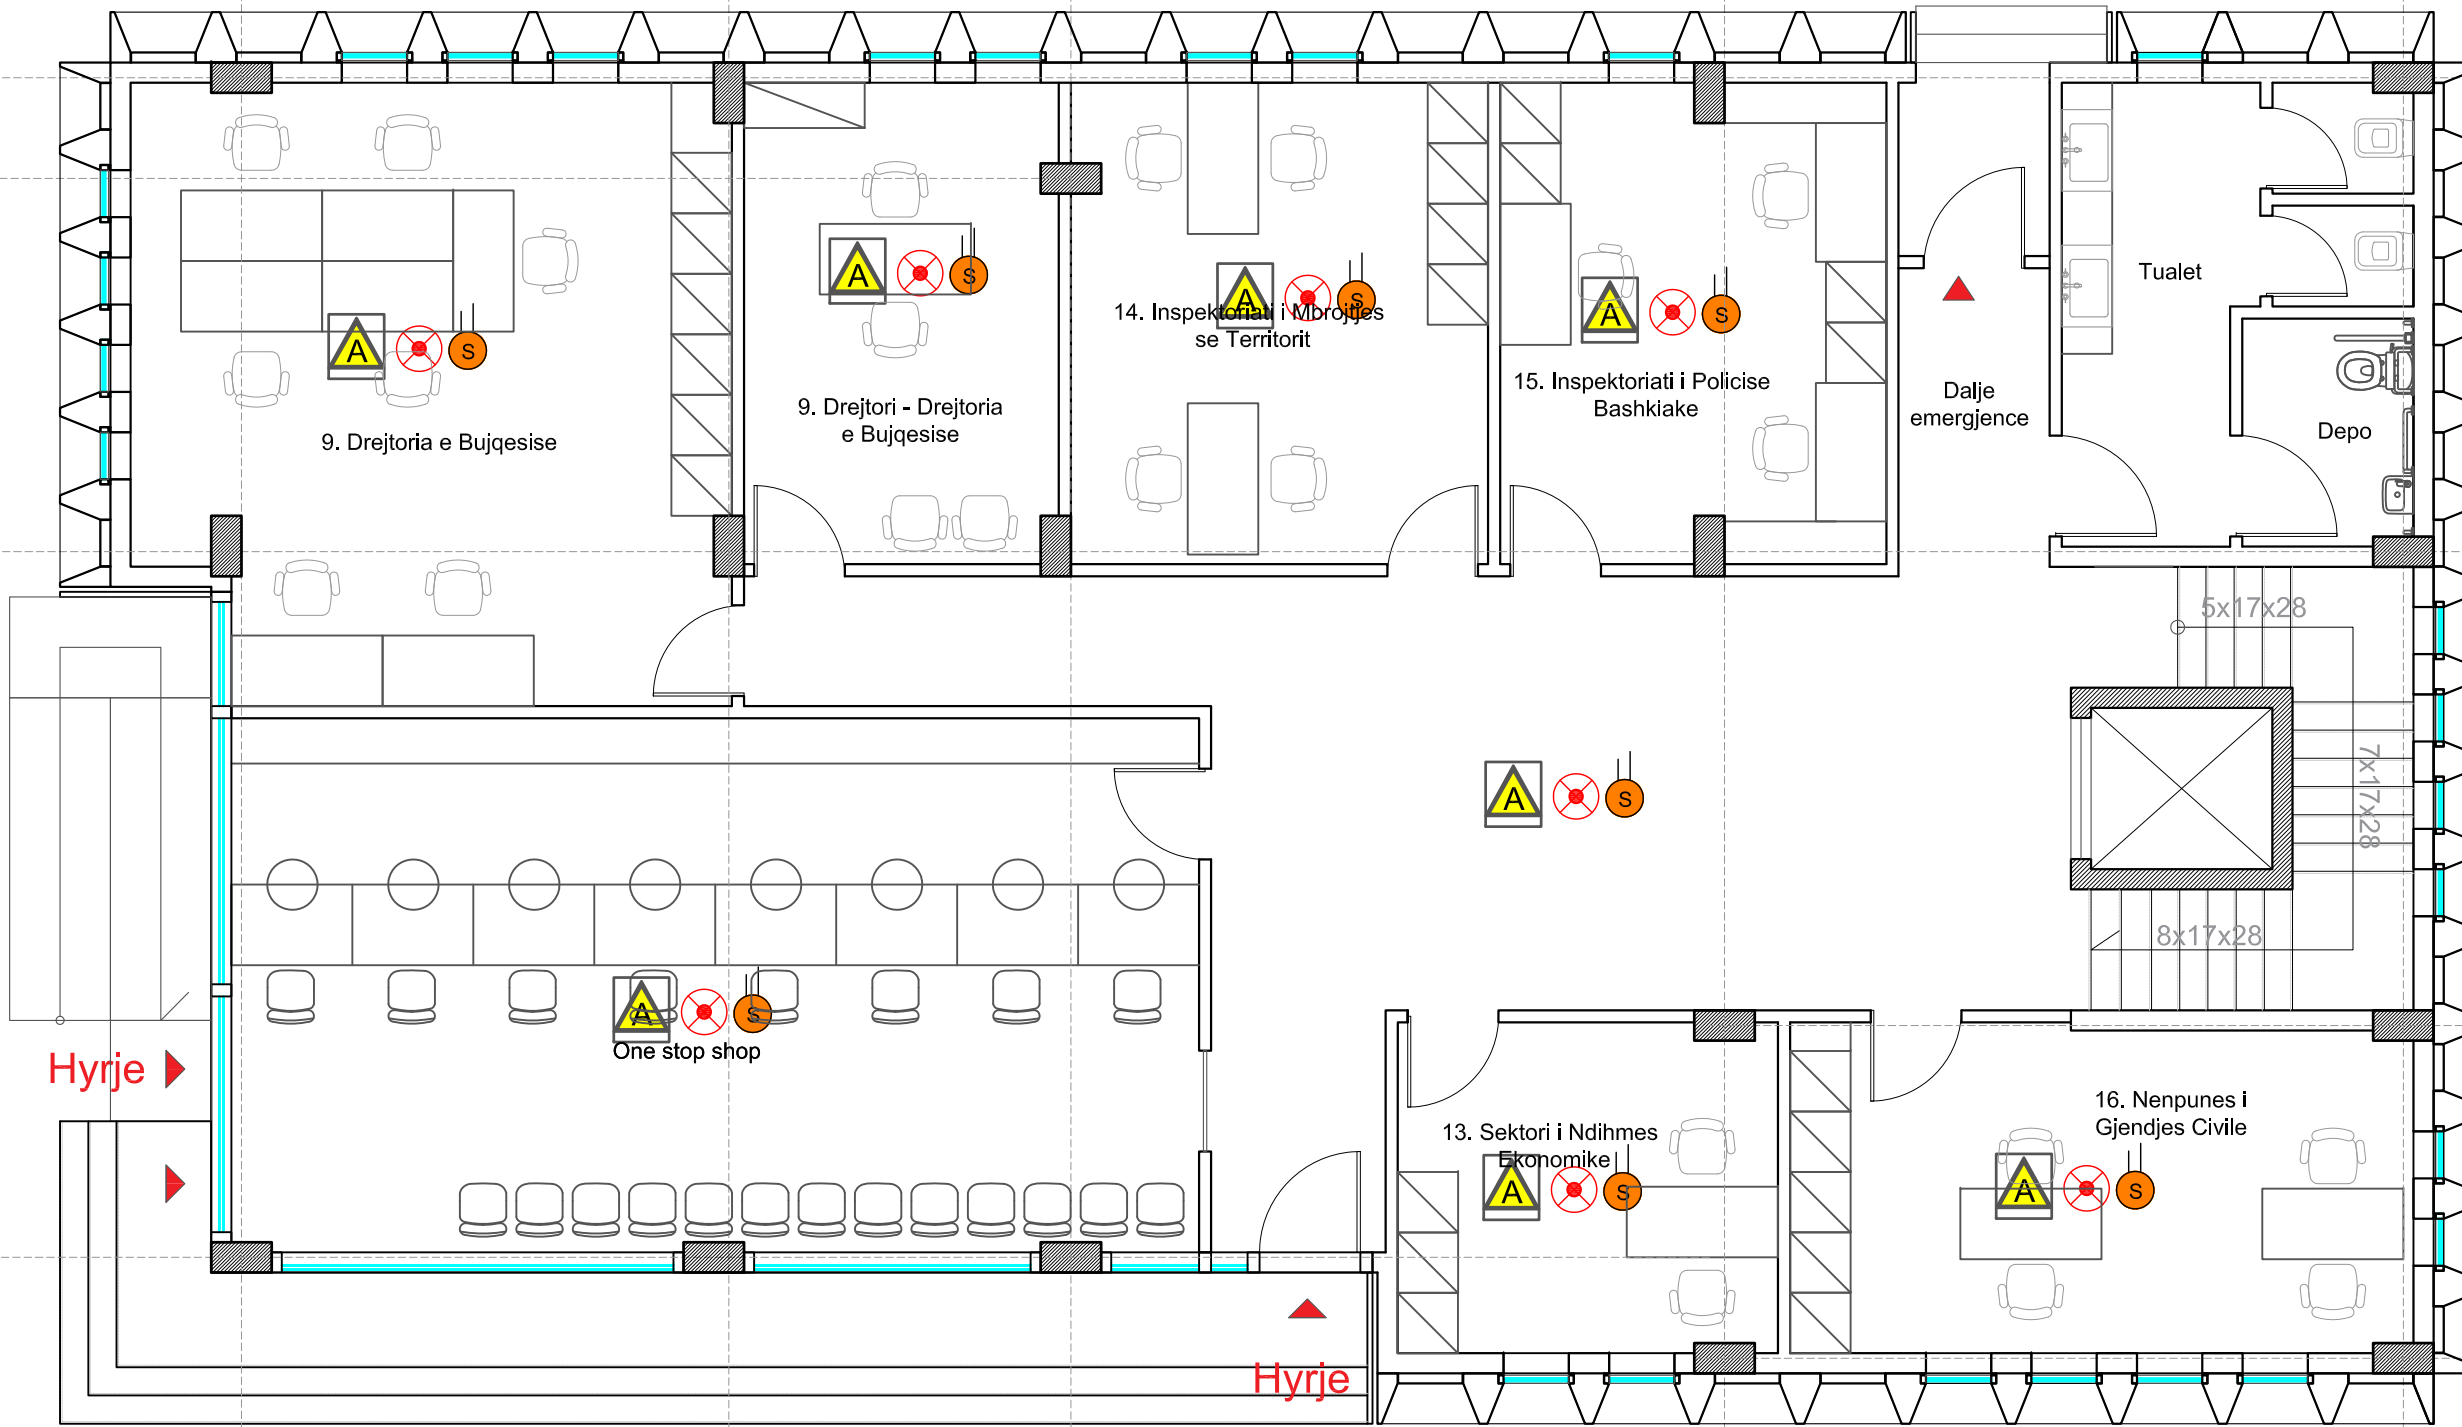 A S
9. Drejtoria e Bujqesise
A S
9. Drejtori - Drejtoria
e Bujqesise
A S
14. Inspektoriati i Mbrojtjes
se Territorit
A S
15. Inspektoriati i Policise
Bashkiake
Dalje
emergjence
Tualet
Depo
5x17x28
7x17x28
8x17x28
A S
A S
One stop shop
Hyrje
Hyrje
13. Sektori i Ndihmes
Ekonomike
A S
16. Nenpunes i
Gjendjes Civile
A S